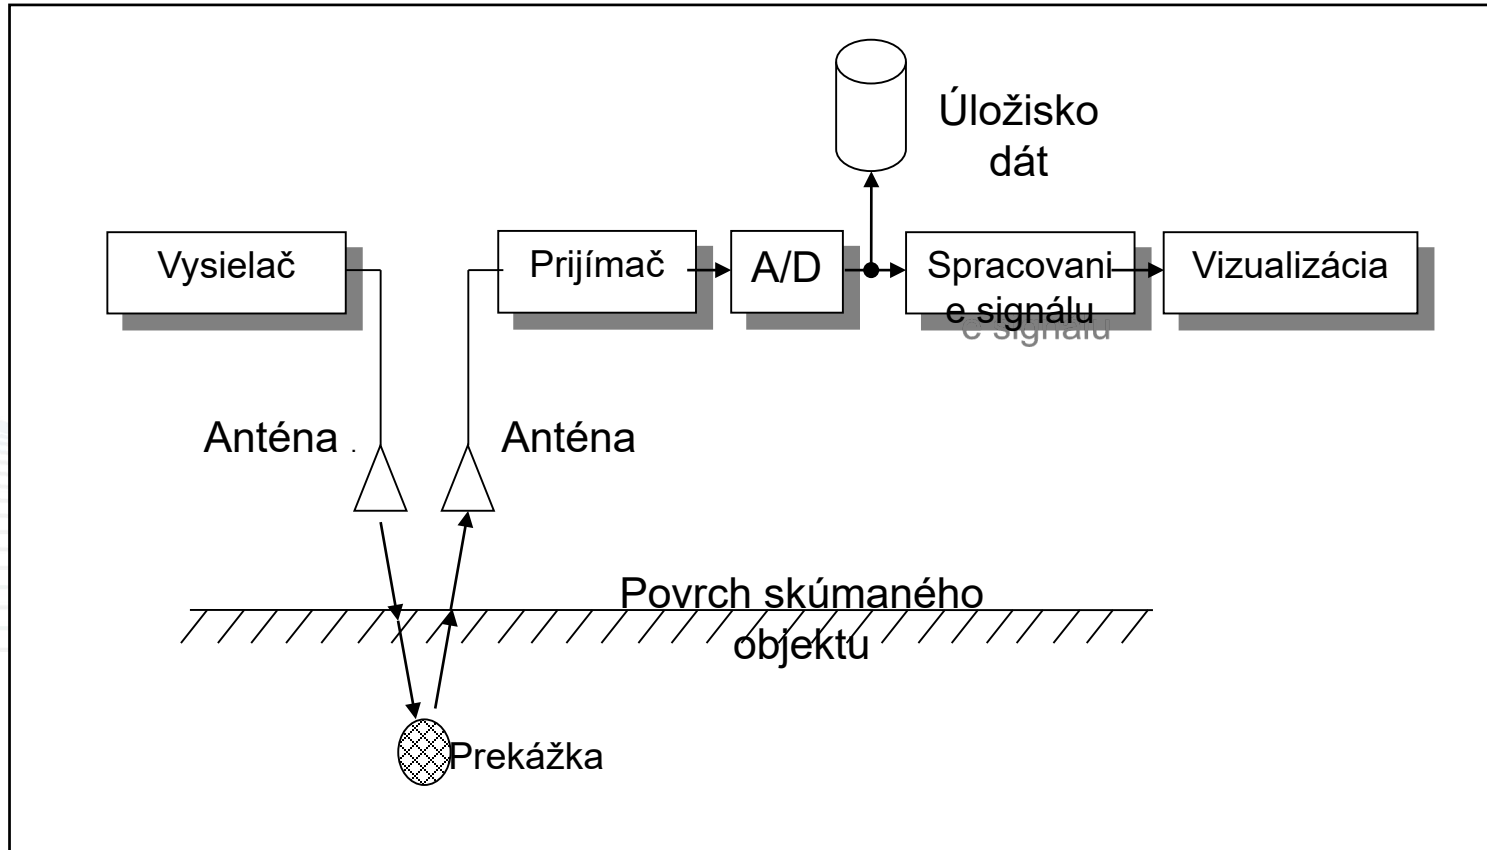 Úložisko
dát
Vysielač
Prijímač
A/D
Spracovani
e signálu
Vizualizácia
Anténa .
Anténa
Povrch skúmaného
objektu
Prekážka